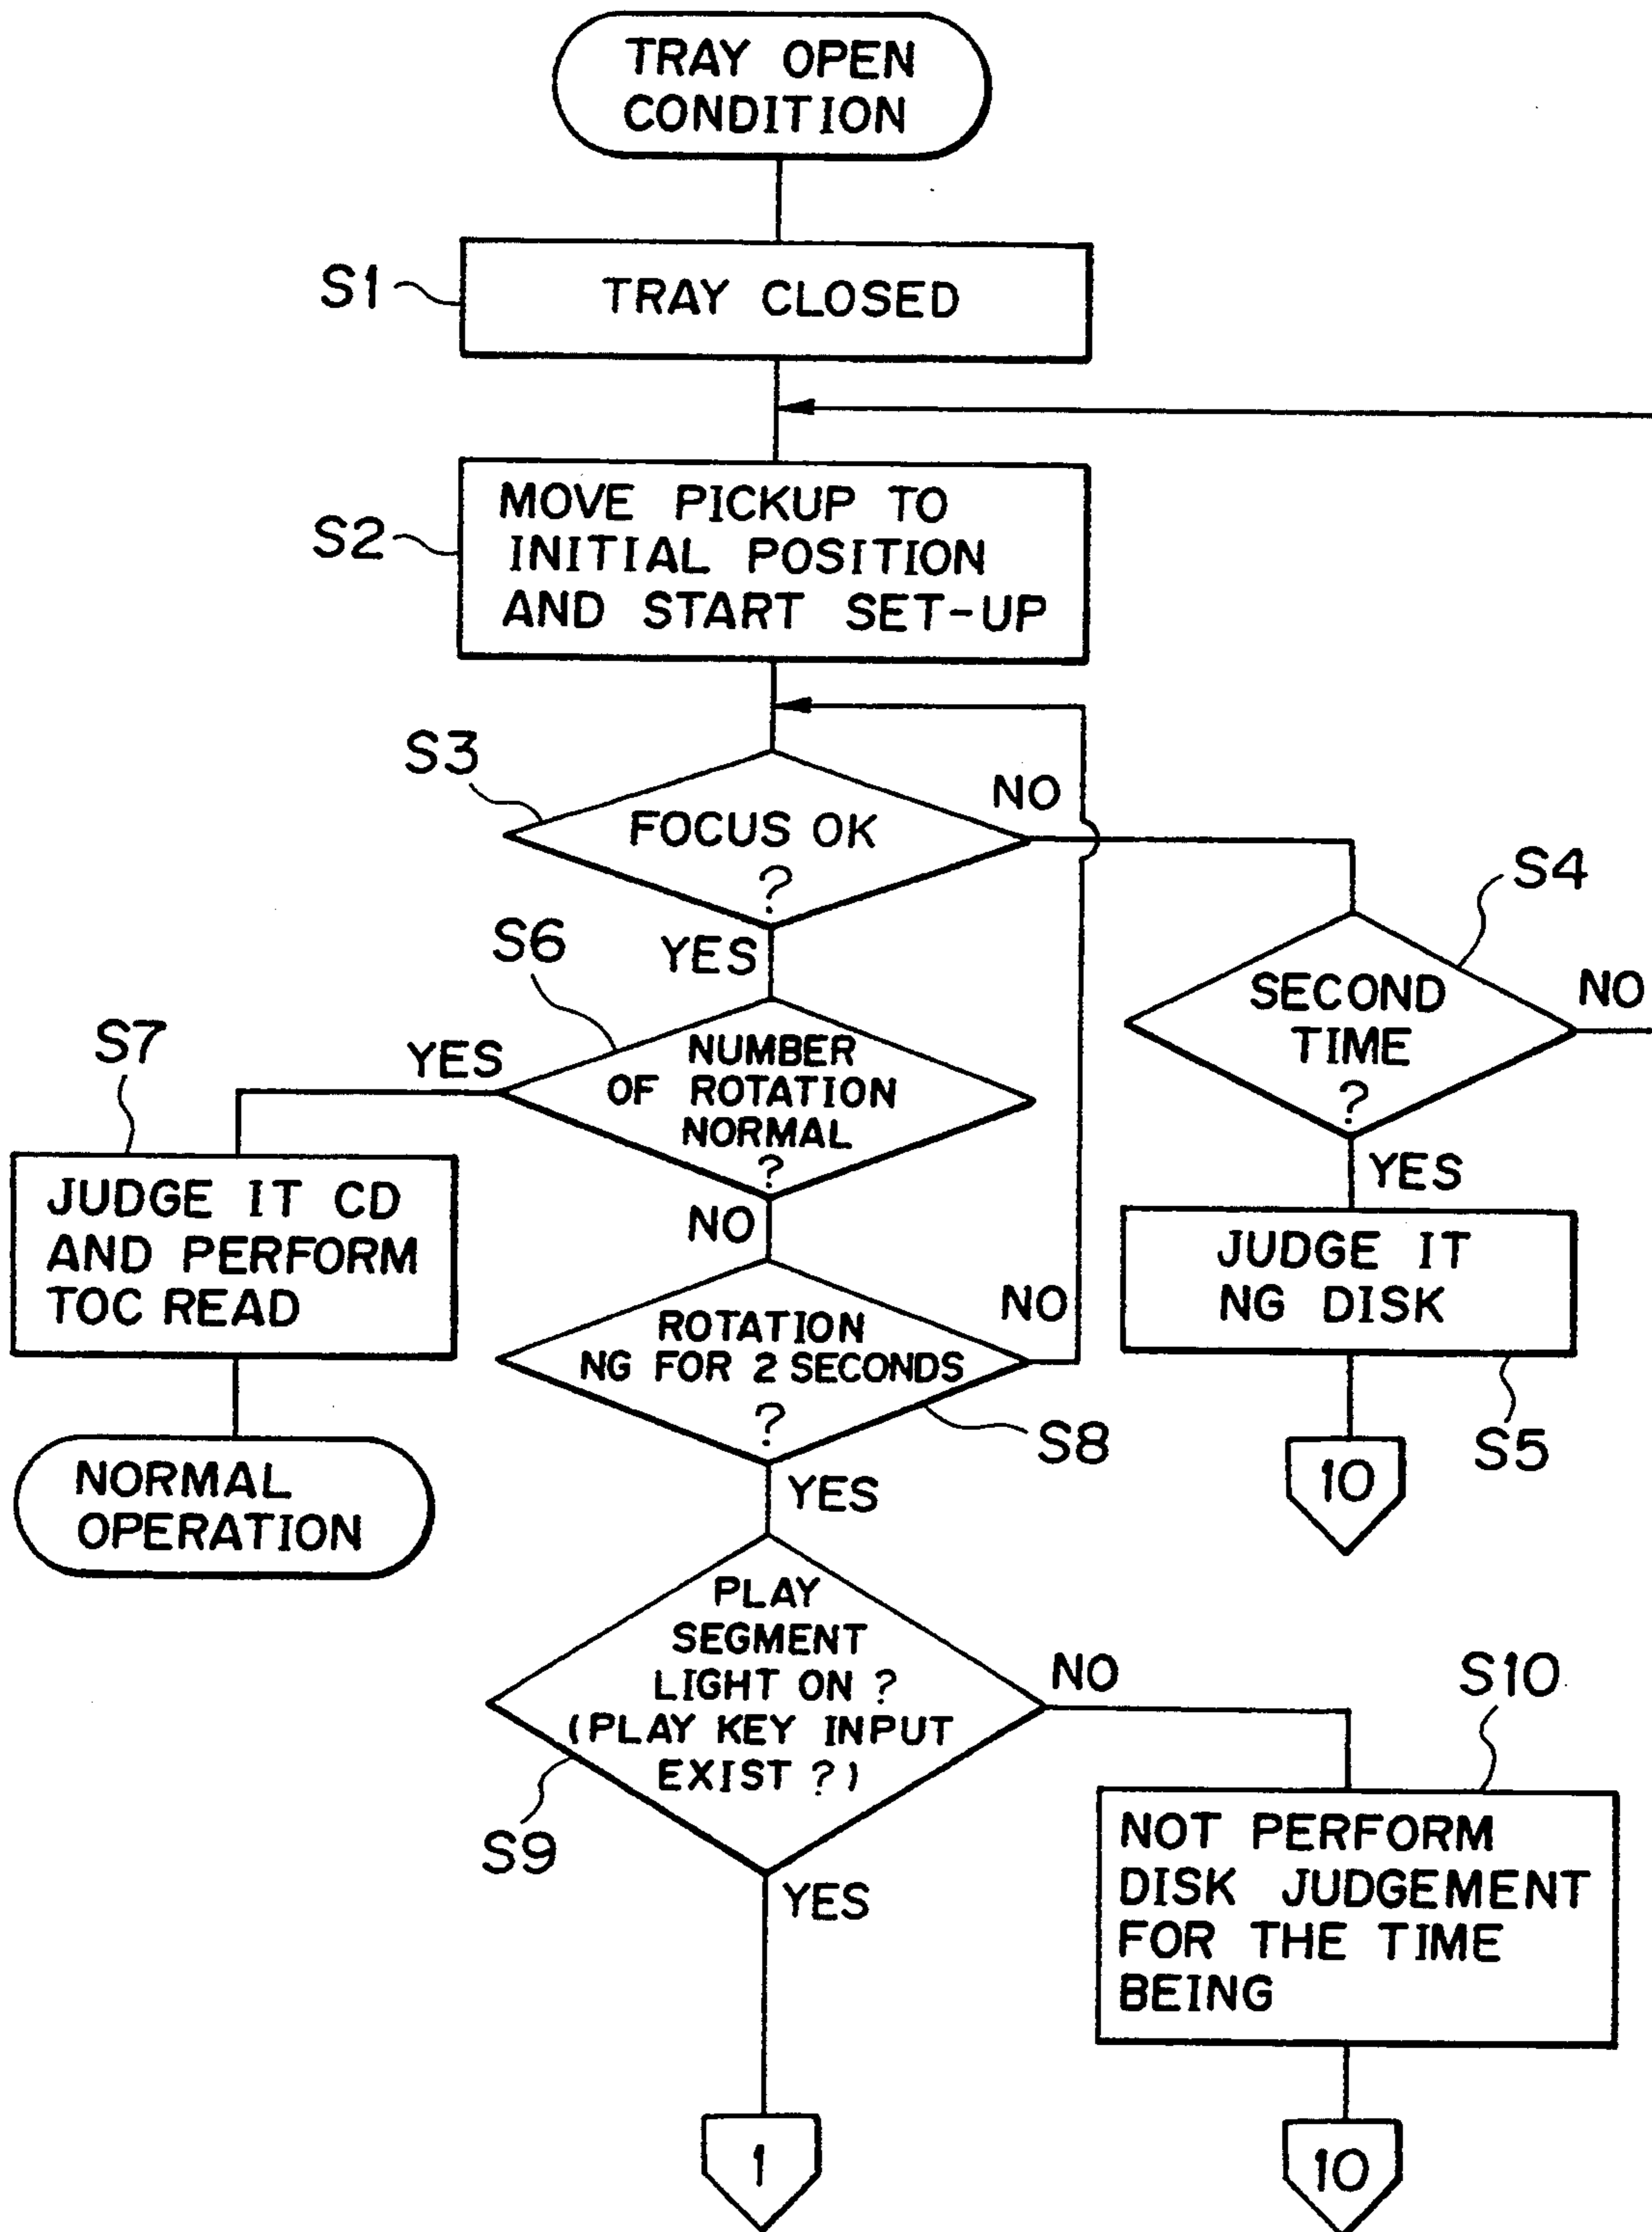 TRAY OPEN
CONDITION
S1
TRAY CLOSED
S2
MOVE PICKUP TO
INITIAL POSITION
AND START SET-UP
S3
FOCUS OK
?
NO
YES
S4
SECOND
TIME
?
NO
YES
S6
NUMBER
OF ROTATION
NORMAL
?
YES
NO
S7
JUDGE IT CD
AND PERFORM
TOC READ
NORMAL
OPERATION
JUDGE IT
NG DISK
S5
10
ROTATION
NG FOR 2 SECONDS
?
NO
S8
YES
PLAY
SEGMENT
LIGHT ON ?
(PLAY KEY INPUT
EXIST ?)
S9
NO
YES
S10
NOT PERFORM
DISK JUDGEMENT
FOR THE TIME
BEING
1
10